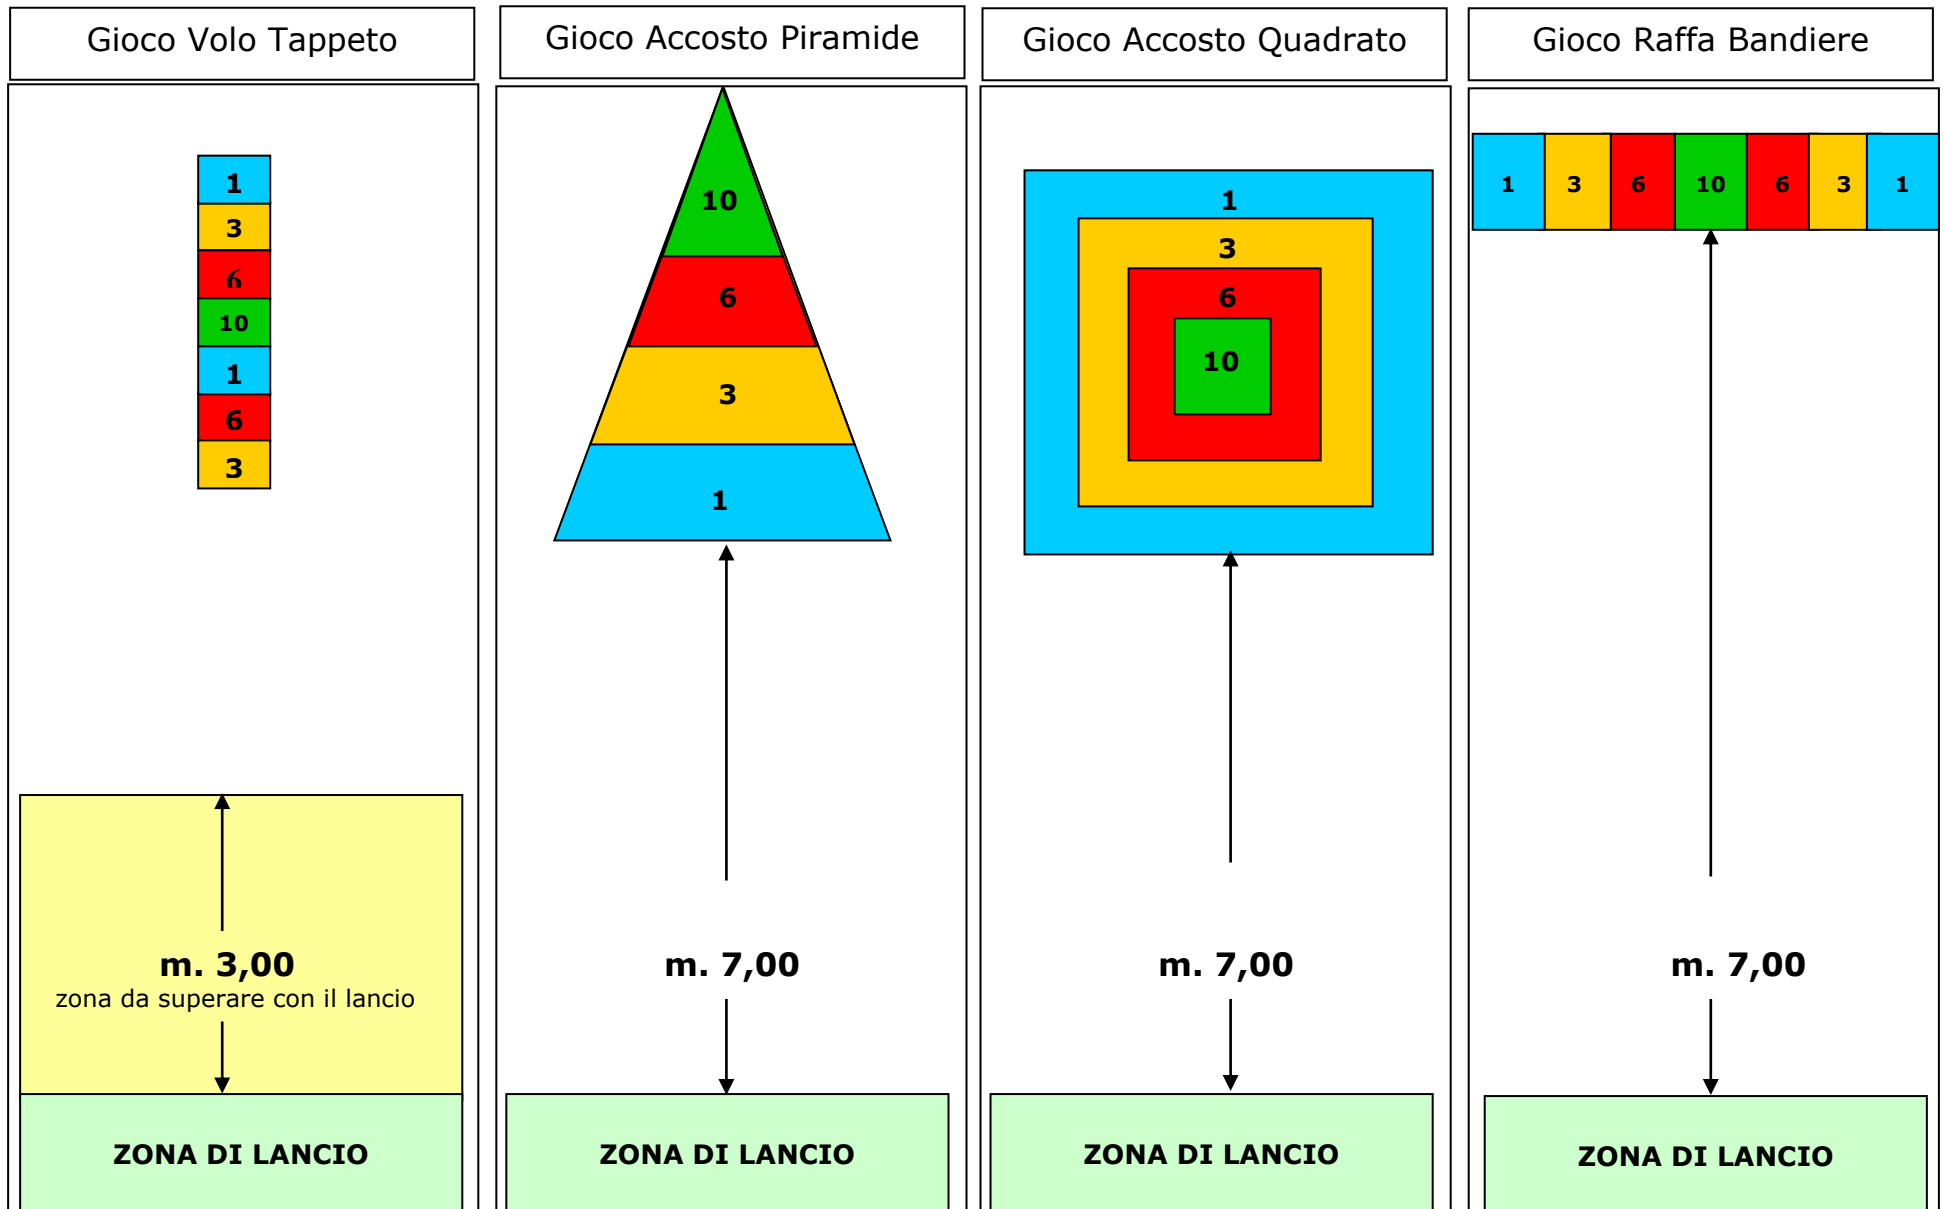 Gioco Volo Tappeto
1
3
6
10
1
6
3
m. 3,00
zona da superare con il lancio
ZONA DI LANCIO
Gioco Accosto Piramide
10
6
3
1
m. 7,00
ZONA DI LANCIO
Gioco Accosto Quadrato
1
3
6
10
m. 7,00
ZONA DI LANCIO
Gioco Raffa Bandiere
1 3 6 10 6 3 1
m. 7,00
ZONA DI LANCIO